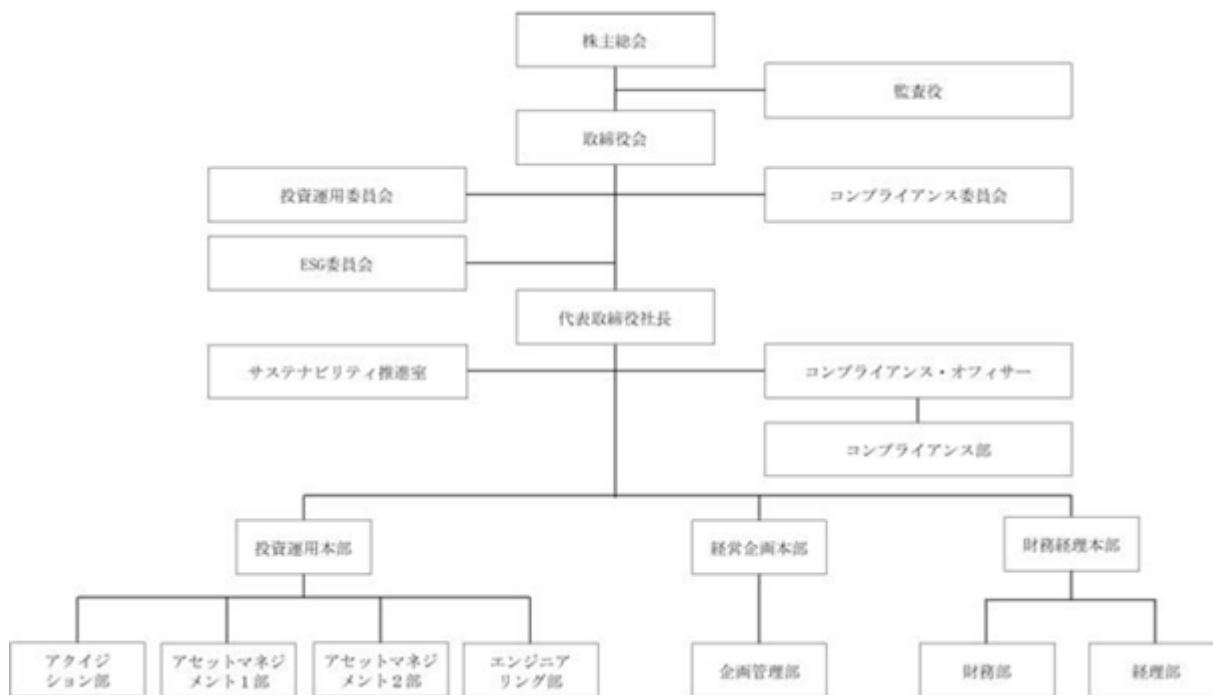 株主総会
監査役
取締役会
投資運用委員会
コンプライアンス委員会
ESG委員会
代表取締役社長
サステナビリティ推進室
コンプライアンス・オフィサー
コンプライアンス部
投資運用本部
経営企画本部
財務経理本部
アクイジ
ション部
アセットマネジ
メント1部
アセットマネジ
メント2部
エンジニア
リング部
企画管理部
財務部
経理部